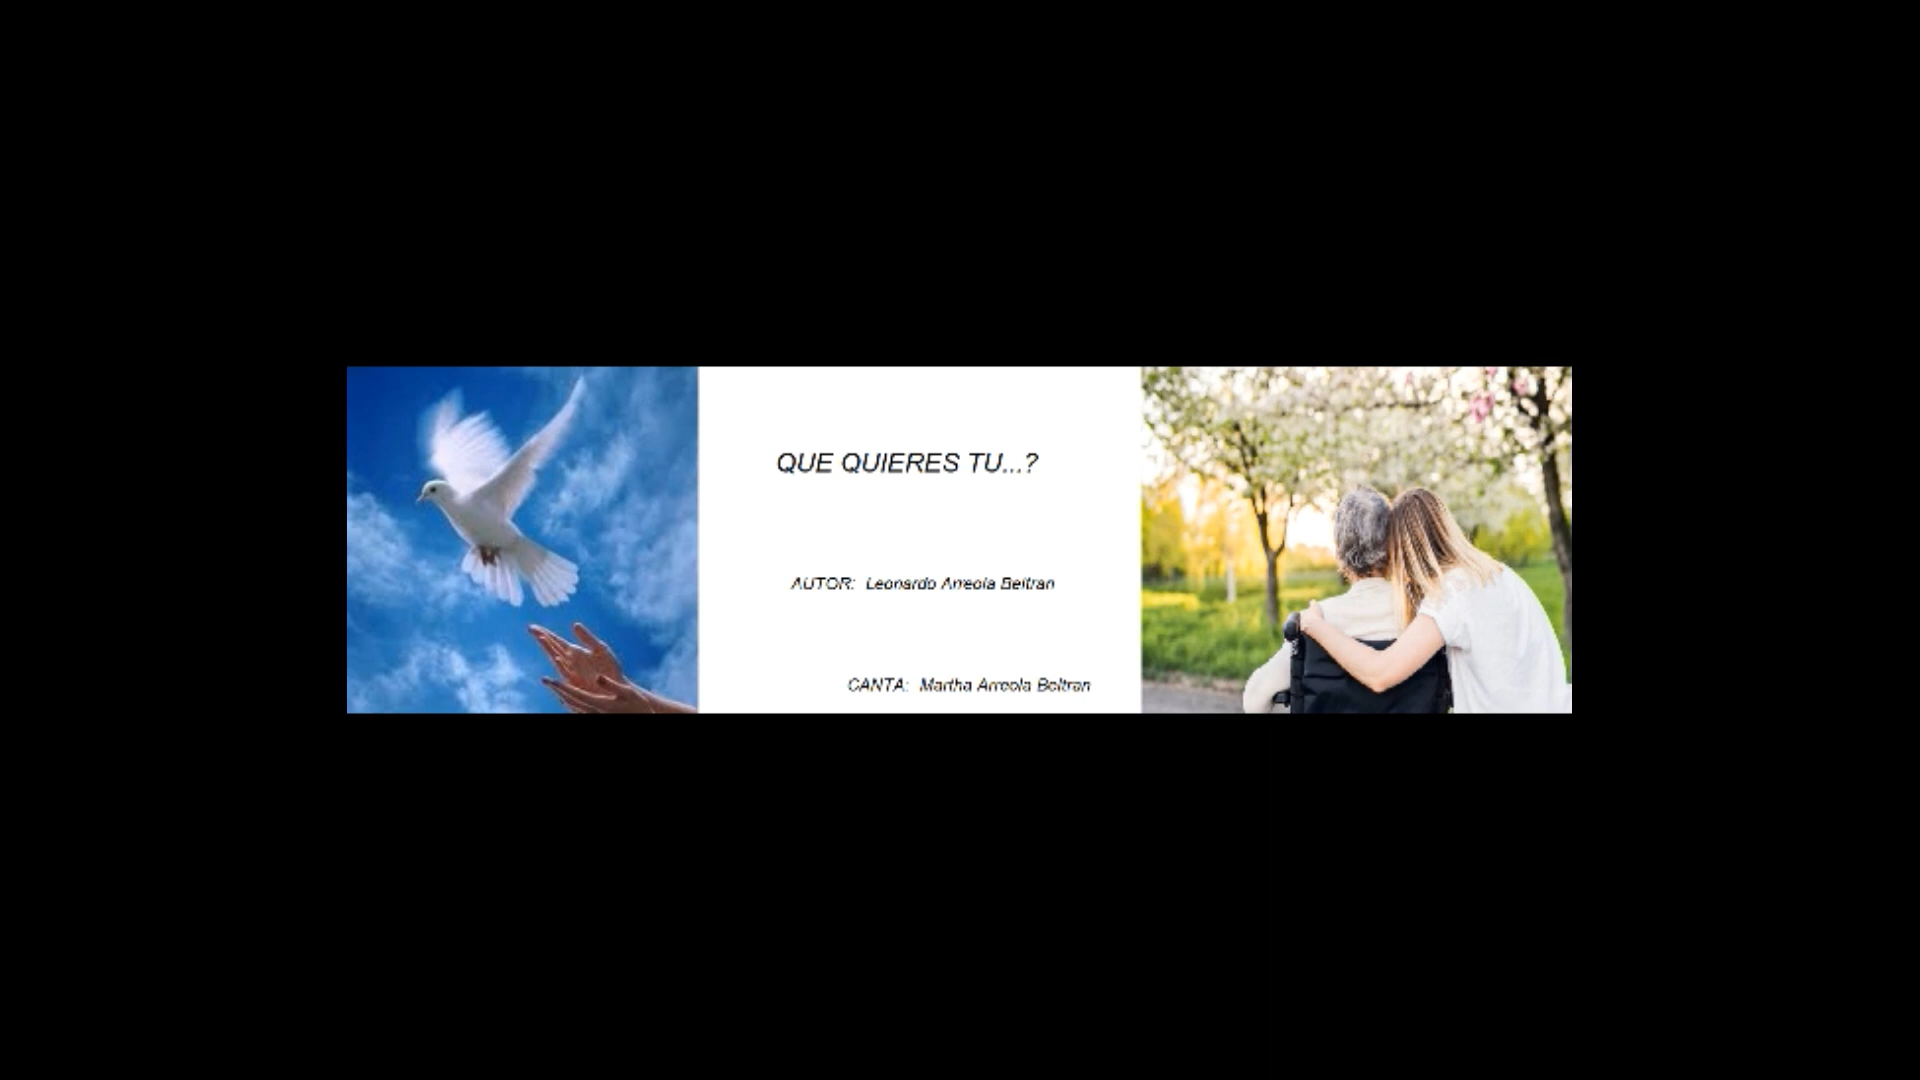 QUE QUIERES TU...?
AUTOR: Leonardo Arreola Beltran
CANTA: Martha Arreola Beltran